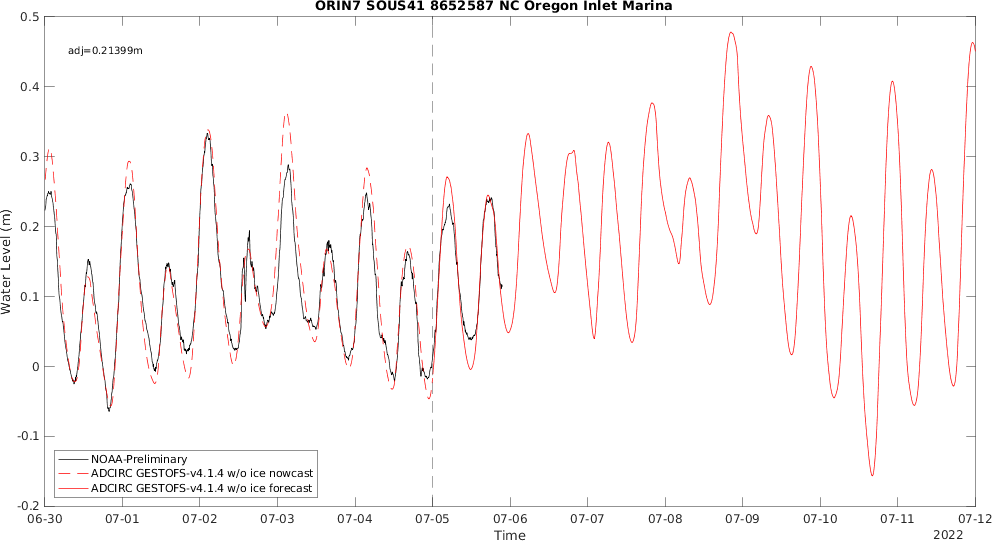 ORIN7 SOUS41 8652587 NC Oregon Inlet Marina
adj=0.21399m
Water Level (m)
0.5
0.4
0.3
0.2
0.1
0
-0.1
-0.2
NOAA-Preliminary
ADCIRC GESTOFS-v4.1.4 w/o ice nowcast
ADCIRC GESTOFS-v4.1.4 w/o ice forecast
06-30 07-01 07-02 07-03 07-04 07-05 07-06 07-07 07-08 07-09 07-10 07-11 07-12
Time
2022